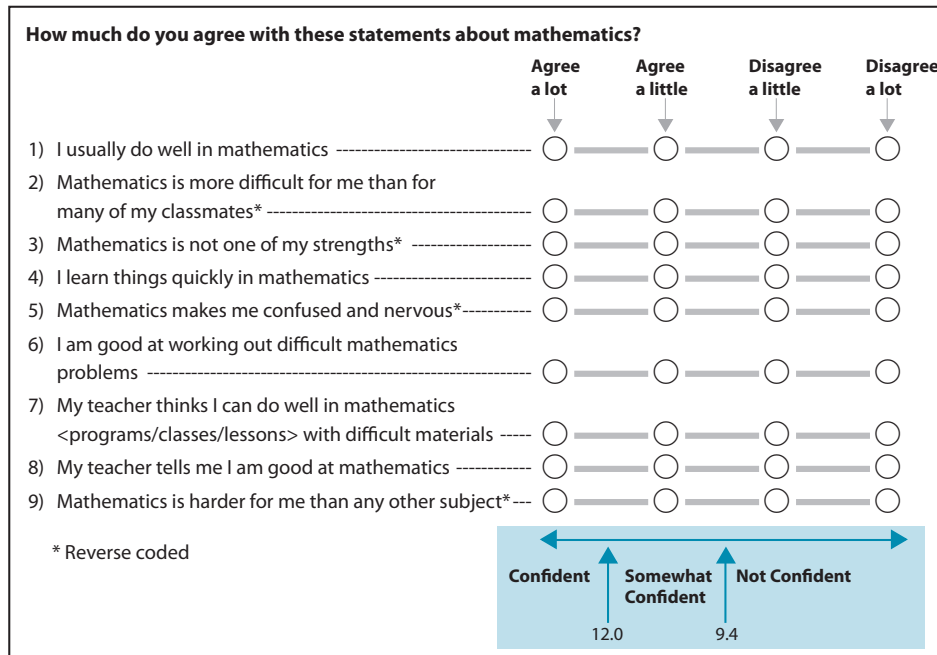 How much do you agree with these statements about mathematics?
Agree a lot
Agree a little
Disagree a little
Disagree a lot
1) I usually do well in mathematics
2) Mathematics is more difficult for me than for
many of my classmates*
3) Mathematics is not one of my strengths*
4) I learn things quickly in mathematics
5) Mathematics makes me confused and nervous*
6) I am good at working out difficult mathematics
problems
7) My teacher thinks I can do well in mathematics
<programs/classes/lessons> with difficult materials
8) My teacher tells me I am good at mathematics
9) Mathematics is harder for me than any other subject*
* Reverse coded
Confident
Somewhat
Confident
Not Confident
12.0
9.4